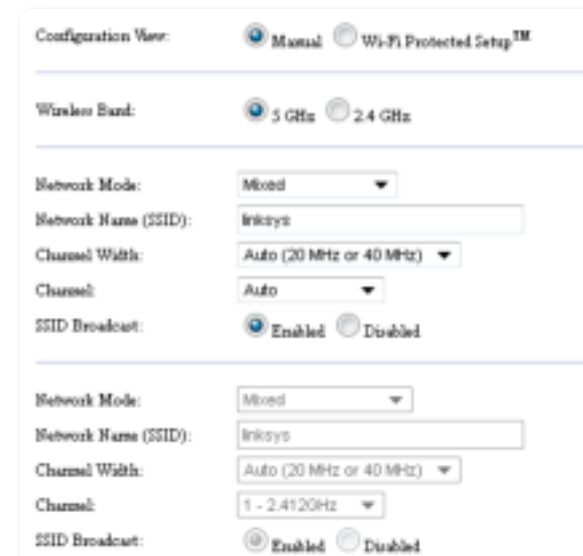 Configuration View: Manual Wi-Fi Protected Setup™
Wireless Band: 5 GHz 2.4 GHz
Network Mode: Mixed
Network Name (SSID): linksys
Channel Width: Auto (20 MHz or 40 MHz)
Channel: Auto
SSID Broadcast: Enabled Disabled
Network Mode: Mixed
Network Name (SSID): linksys
Channel Width: Auto (20 MHz or 40 MHz)
Channel: 1 - 2.412GHz
SSID Broadcast: Enabled Disabled